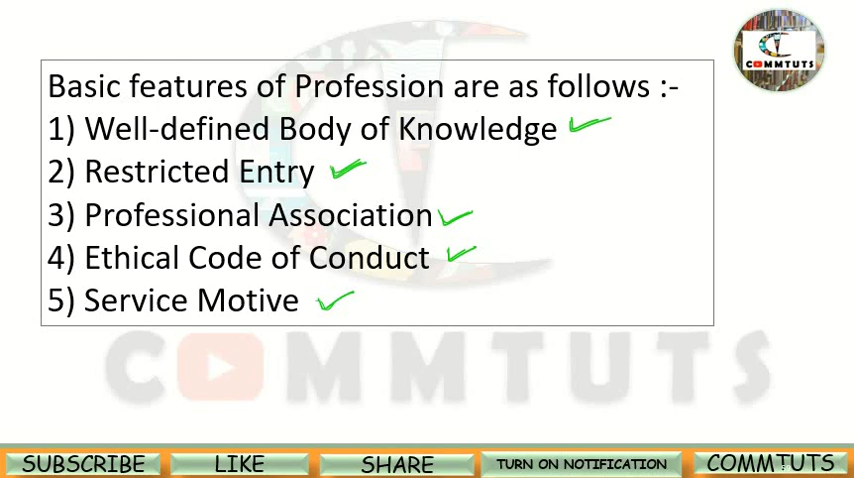 COMMTUTS
Basic features of Profession are as follows :-
1) Well-defined Body of Knowledge
2) Restricted Entry
3) Professional Association
4) Ethical Code of Conduct
5) Service Motive
COMMTUTS
SUBSCRIBE
LIKE
SHARE
TURN ON NOTIFICATION
COMMTUTS